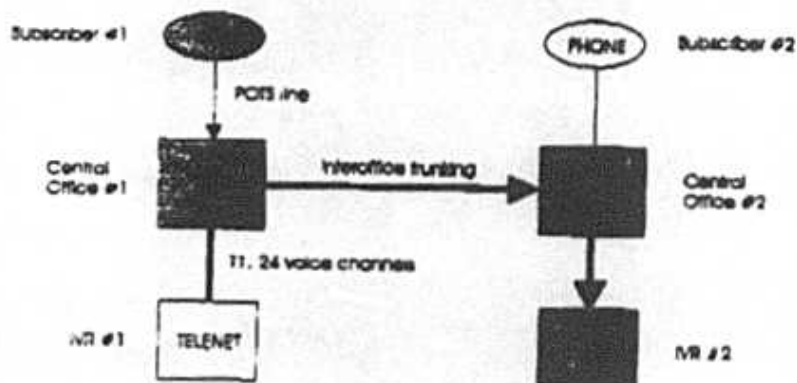 Subscriber #1
PHONE
Subscriber #2
POTS line
Central
Office #1
Interoffice trunking
Central
Office #2
T1, 24 voice channels
IVR #1
TELENET
IVR #2